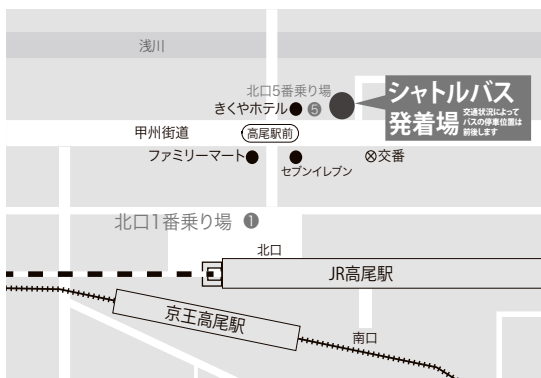 浅川
北口5番乗り場
きくやホテル
5
シャトルバス
発着場
交通状況によって
バスの停車位置は
前後します
甲州街道
高尾駅前
ファミリーマート
セブンイレブン
交番
北口1番乗り場
1
北口
JR高尾駅
京王高尾駅
南口